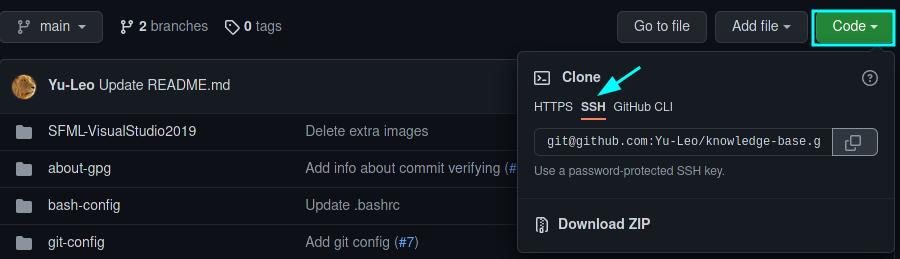 main 2 branches 0 tags Go to file Add file Code
Yu-Leo Update README.md
Clone
HTTPS SSH GitHub CLI
SFML-VisualStudio2019 Delete extra images
git@github.com:Yu-Leo/knowledge-base.g
about-gpg Add info about commit verifying (#
Use a password-protected SSH key.
bash-config Update .bashrc
Download ZIP
git-config Add git config (#7)